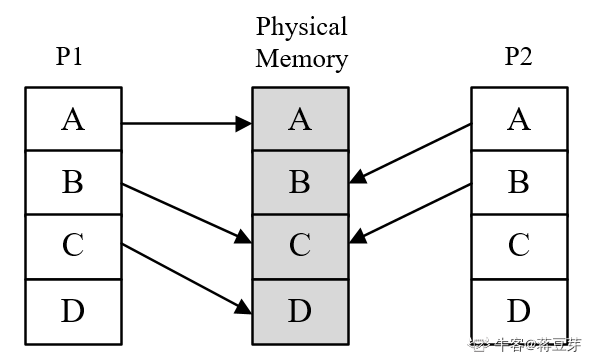 Physical
P1 Memory P2
A A A
B B B
C C C
D D D
牛客@蒋豆芽